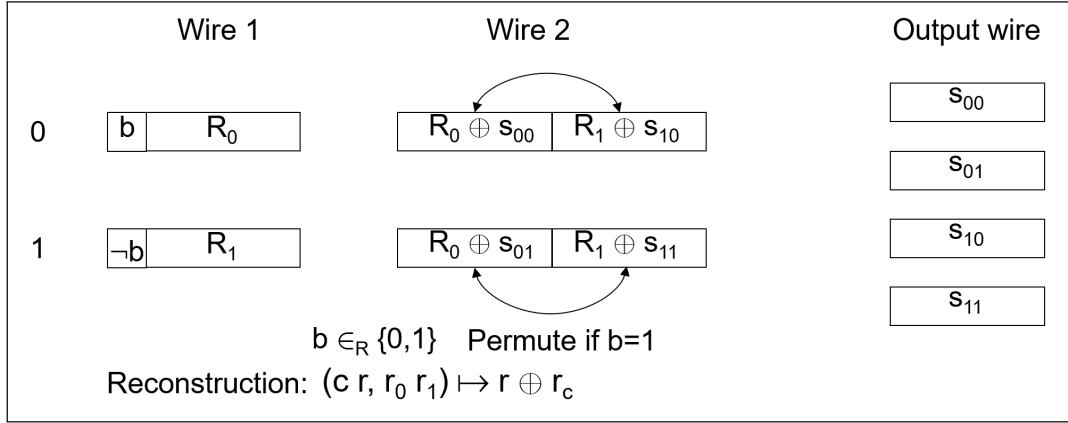 Wire 1 Wire 2 Output wire
s₀₀
0 b R₀ R₀ ⊕ s₀₀ R₁ ⊕ s₁₀
s₀₁
1 ¬b R₁ R₀ ⊕ s₀₁ R₁ ⊕ s₁₁
s₁₀
s₁₁
b ∈R {0,1} Permute if b=1
Reconstruction: (c r, r₀ r₁) ↦ r ⊕ r_c